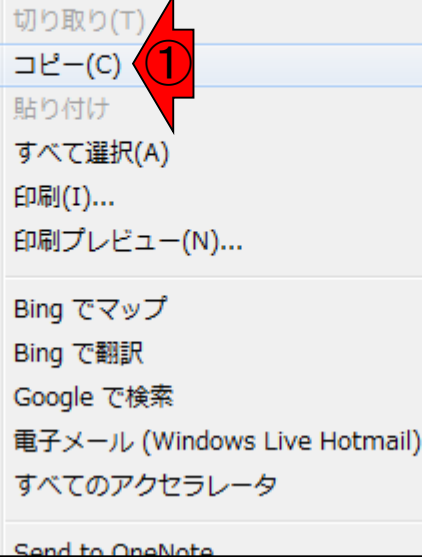 切り取り(T)
コピー(C) ①
貼り付け
すべて選択(A)
印刷(I)...
印刷プレビュー(N)...
Bing でマップ
Bing で翻訳
Google で検索
電子メール (Windows Live Hotmail)
すべてのアクセラレータ
Send to OneNote